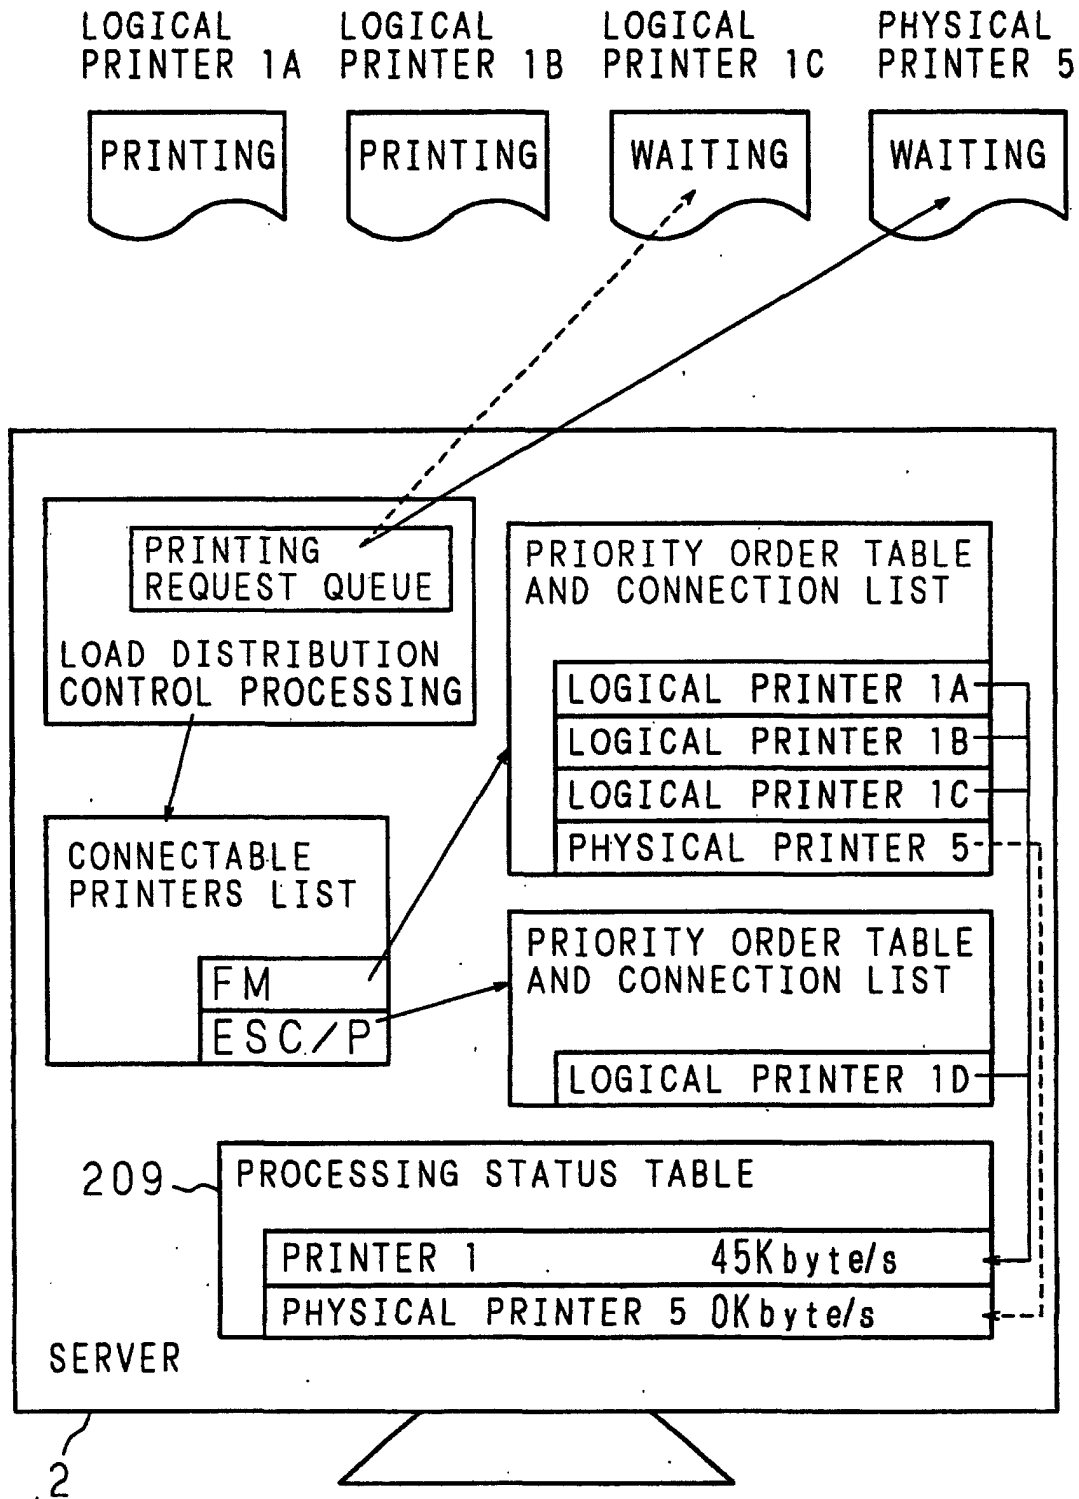 LOGICAL
PRINTER 1A
LOGICAL
PRINTER 1B
LOGICAL
PRINTER 1C
PHYSICAL
PRINTER 5
PRINTING
PRINTING
WAITING
WAITING
PRINTING
REQUEST QUEUE
LOAD DISTRIBUTION
CONTROL PROCESSING
PRIORITY ORDER TABLE
AND CONNECTION LIST
LOGICAL PRINTER 1A
LOGICAL PRINTER 1B
LOGICAL PRINTER 1C
PHYSICAL PRINTER 5
CONNECTABLE
PRINTERS LIST
FM
ESC/P
PRIORITY ORDER TABLE
AND CONNECTION LIST
LOGICAL PRINTER 1D
209
PROCESSING STATUS TABLE
PRINTER 1 45Kbyte/s
PHYSICAL PRINTER 5 0Kbyte/s
SERVER
2